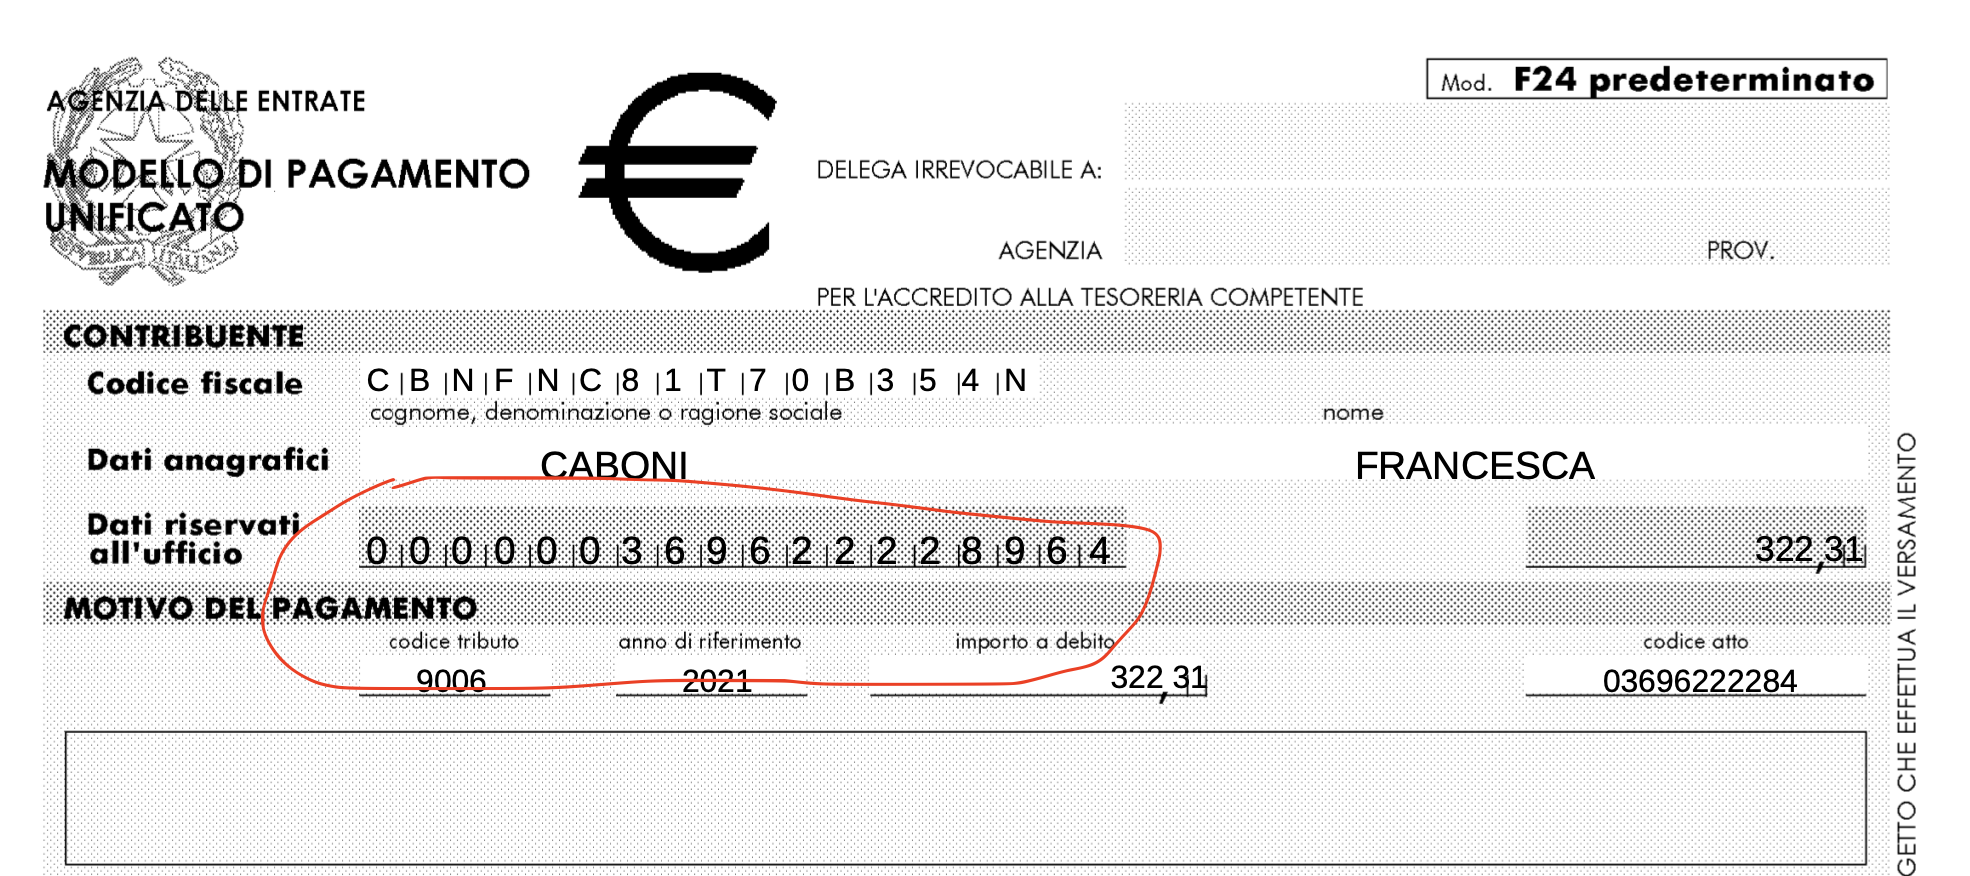 Mod. F24 predeterminato
AGENZIA DELLE ENTRATE
MODELLO DI PAGAMENTO
UNIFICATO
REPVBBLICA ITALIANA
DELEGA IRREVOCABILE A:
AGENZIA PROV.
PER L'ACCREDITO ALLA TESORERIA COMPETENTE
CONTRIBUENTE
Codice fiscale C B N F N C 8 1 T 7 0 B 3 5 4 N
cognome, denominazione o ragione sociale nome
Dati anagrafici CABONI FRANCESCA
Dati riservati
all'ufficio 0 0 0 0 0 0 3 6 9 6 2 2 2 2 8 9 6 4 322,31
MOTIVO DEL PAGAMENTO
codice tributo anno di riferimento importo a debito codice atto
9006 2021 322,31 03696222284
GETTO CHE EFFETTUA IL VERSAMENTO